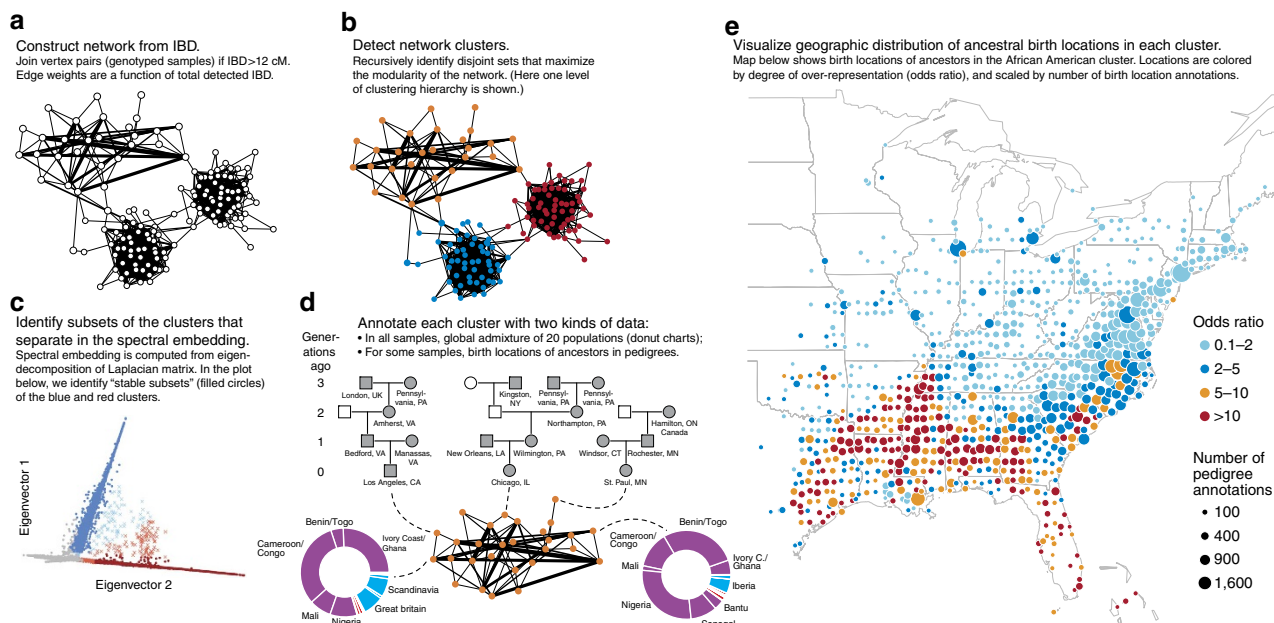 a
Construct network from IBD.
Join vertex pairs (genotyped samples) if IBD>12 cM.
Edge weights are a function of total detected IBD.
b
Detect network clusters.
Recursively identify disjoint sets that maximize
the modularity of the network. (Here one level
of clustering hierarchy is shown.)
c
Identify subsets of the clusters that
separate in the spectral embedding.
Spectral embedding is computed from eigen-
decomposition of Laplacian matrix. In the plot
below, we identify “stable subsets” (filled circles)
of the blue and red clusters.
Eigenvector 1
Eigenvector 2
d
Annotate each cluster with two kinds of data:
• In all samples, global admixture of 20 populations (donut charts);
• For some samples, birth locations of ancestors in pedigrees.
Gener-
ations
ago
3
2
1
0
London, UK
Pennsyl-
vania, PA
Kingston,
NY
Pennsyl-
vania, PA
Pennsyl-
vania, PA
Amherst, VA
Northampton, PA
Hamilton, ON
Canada
Bedford, VA
Manassas,
VA
New Orleans, LA
Wilmington, PA
Windsor, CT
Rochester, MN
Los Angeles, CA
Chicago, IL
St. Paul, MN
Benin/Togo
Cameroon/
Congo
Ivory Coast/
Ghana
Scandinavia
Great britain
Mali
Nigeria
Benin/Togo
Cameroon/
Congo
Mali
Nigeria
Ivory C./
Ghana
Iberia
Bantu
e
Visualize geographic distribution of ancestral birth locations in each cluster.
Map below shows birth locations of ancestors in the African American cluster. Locations are colored
by degree of over-representation (odds ratio), and scaled by number of birth location annotations.
Odds ratio
0.1–2
2–5
5–10
>10
Number of
pedigree
annotations
100
400
900
1,600